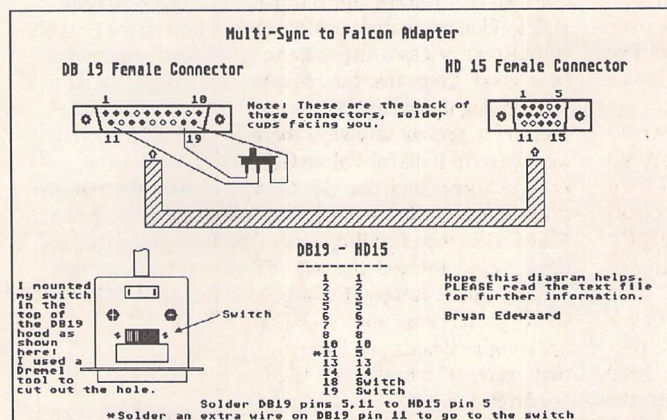 Multi-Sync to Falcon Adapter
DB 19 Female Connector
HD 15 Female Connector
1 10
11 19
Note! These are the back of
these connectors, solder
cups facing you.
1 5
11 15
I mounted
my switch
in the
top of
the DB19
hood as
shown
here!
I used a
Dremel
tool to
cut out the hole.
Switch
DB19 - HD15
1 1
2 2
3 3
5 5
6 6
7 7
8 8
10 10
*11 5
13 13
14 14
18 Switch
19 Switch
Hope this diagram helps.
PLEASE read the text file
for further information.
Bryan Edewaard
Solder DB19 pins 5,11 to HD15 pin 5
*Solder an extra wire on DB19 pin 11 to go to the switch